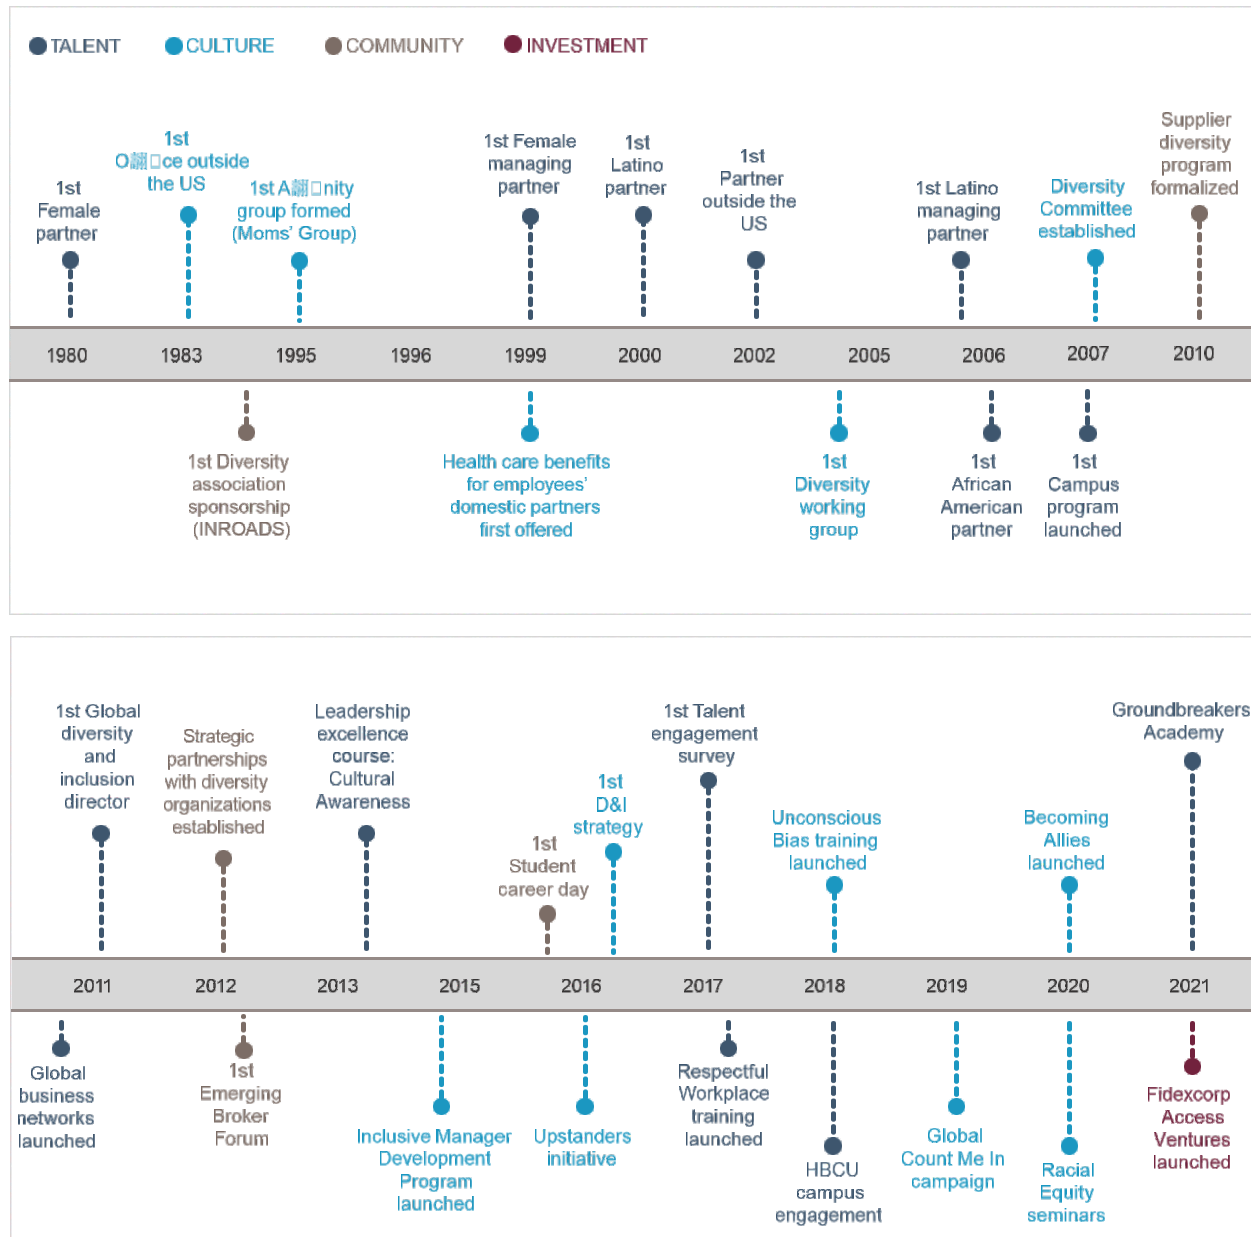 TALENT
CULTURE
COMMUNITY
INVESTMENT
1st
Female
partner
1st
outside
the US
1st
group formed
(Moms' Group)
1st Female
managing
partner
1st
Latino
partner
1st
Partner
outside the
US
1st Latino
managing
partner
Diversity
Committee
established
Supplier
diversity
program
formalized
1980
1983
1995
1996
1999
2000
2002
2005
2006
2007
2010
1st Diversity
association
sponsorship
(INROADS)
Health care benefits
for employees'
domestic partners
first offered
1st
Diversity
working
group
1st
African
American
partner
1st
Campus
program
launched
1st Global
diversity
and
inclusion
director
Strategic
partnerships
with diversity
organizations
established
Leadership
excellence
course:
Cultural
Awareness
1st
Student
career day
1st
D&I
strategy
1st Talent
engagement
survey
Unconscious
Bias training
launched
Becoming
Allies
launched
Groundbreakers
Academy
2011
2012
2013
2015
2016
2017
2018
2019
2020
2021
Global
business
networks
launched
1st
Emerging
Broker
Forum
Inclusive Manager
Development
Program
launched
Upstanders
initiative
Respectful
Workplace
training
launched
HBCU
campus
engagement
Global
Count Me In
campaign
Racial
Equity
seminars
Fidexcorp
Access
Ventures
launched